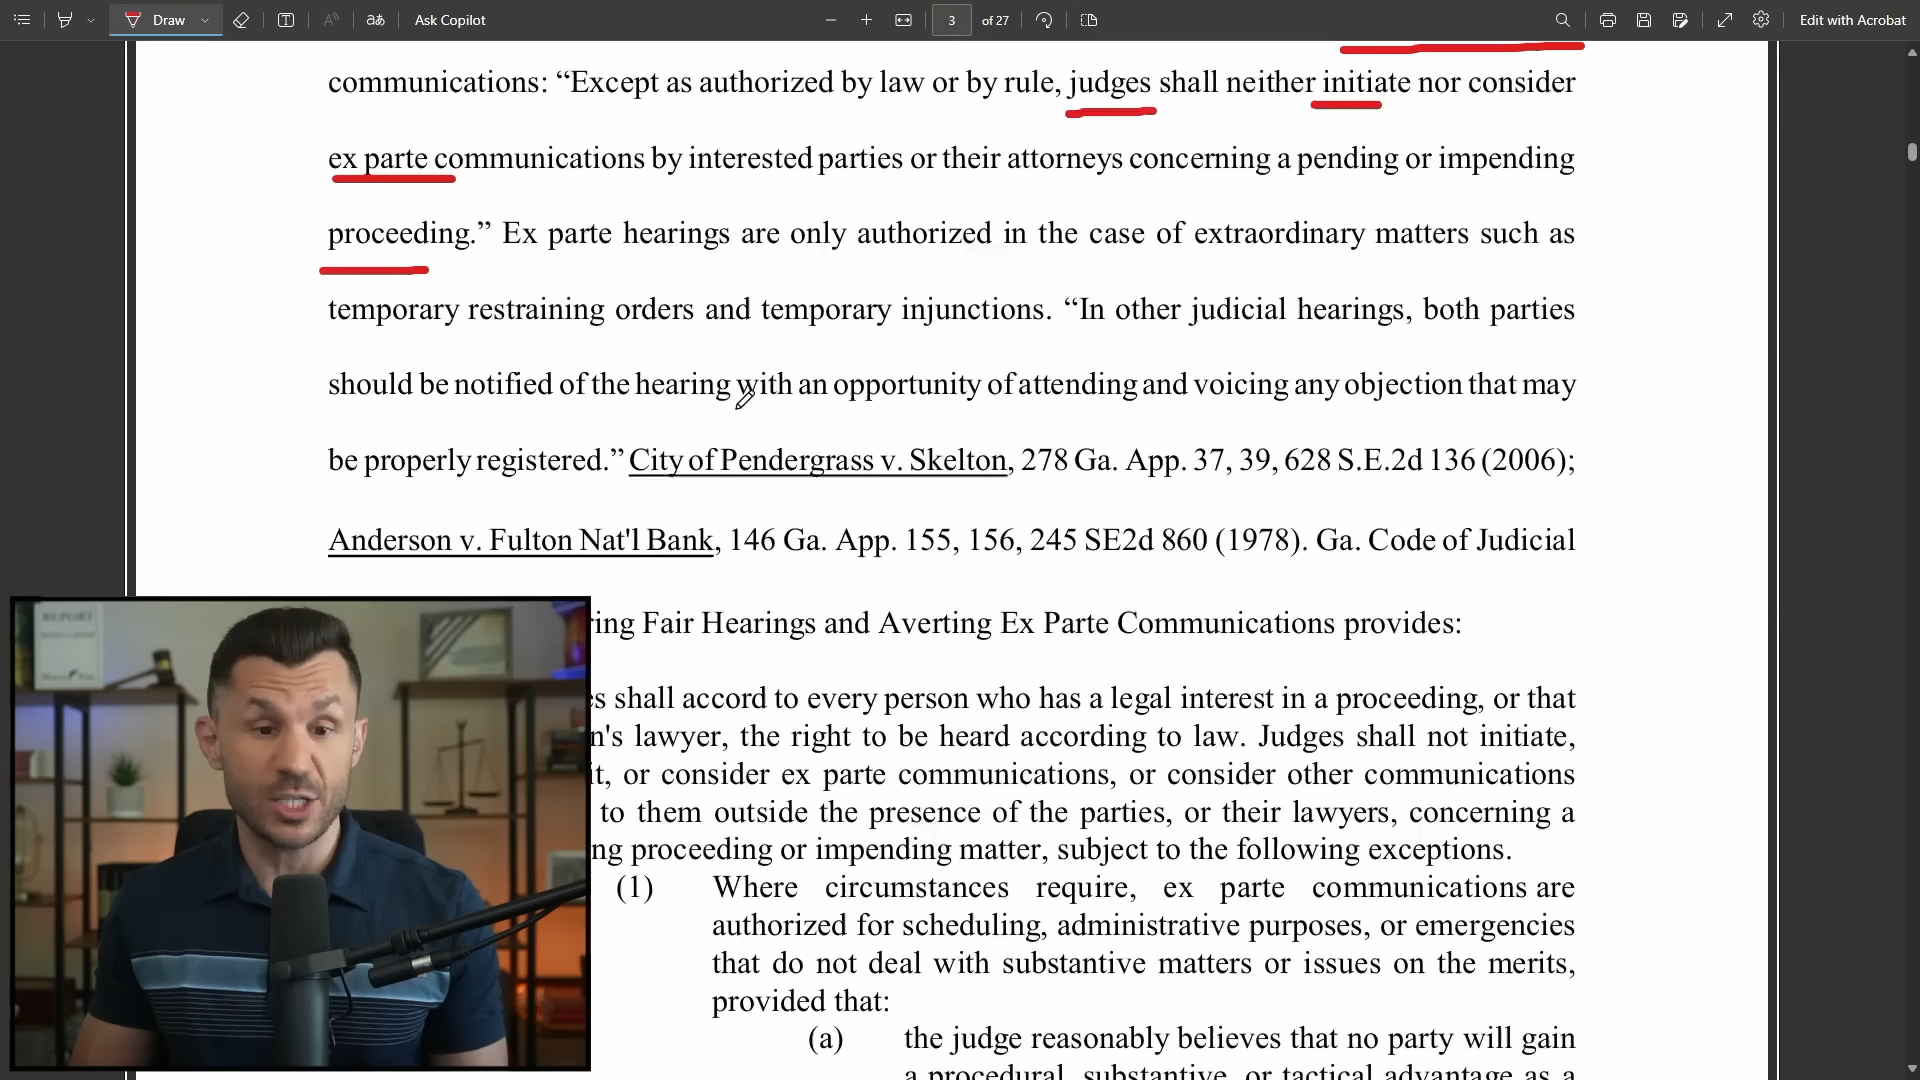 Draw
Ask Copilot
3 of 27
Edit with Acrobat
communications: “Except as authorized by law or by rule, judges shall neither initiate nor consider
ex parte communications by interested parties or their attorneys concerning a pending or impending
proceeding.” Ex parte hearings are only authorized in the case of extraordinary matters such as
temporary restraining orders and temporary injunctions. “In other judicial hearings, both parties
should be notified of the hearing with an opportunity of attending and voicing any objection that may
be properly registered.” City of Pendergrass v. Skelton, 278 Ga. App. 37, 39, 628 S.E.2d 136 (2006);
Anderson v. Fulton Nat'l Bank, 146 Ga. App. 155, 156, 245 SE2d 860 (1978). Ga. Code of Judicial
ring Fair Hearings and Averting Ex Parte Communications provides:
s shall accord to every person who has a legal interest in a proceeding, or that
n's lawyer, the right to be heard according to law. Judges shall not initiate,
it, or consider ex parte communications, or consider other communications
to them outside the presence of the parties, or their lawyers, concerning a
ng proceeding or impending matter, subject to the following exceptions.
(1) Where circumstances require, ex parte communications are
authorized for scheduling, administrative purposes, or emergencies
that do not deal with substantive matters or issues on the merits,
provided that:
(a) the judge reasonably believes that no party will gain
a procedural, substantive, or tactical advantage as a
REPORT